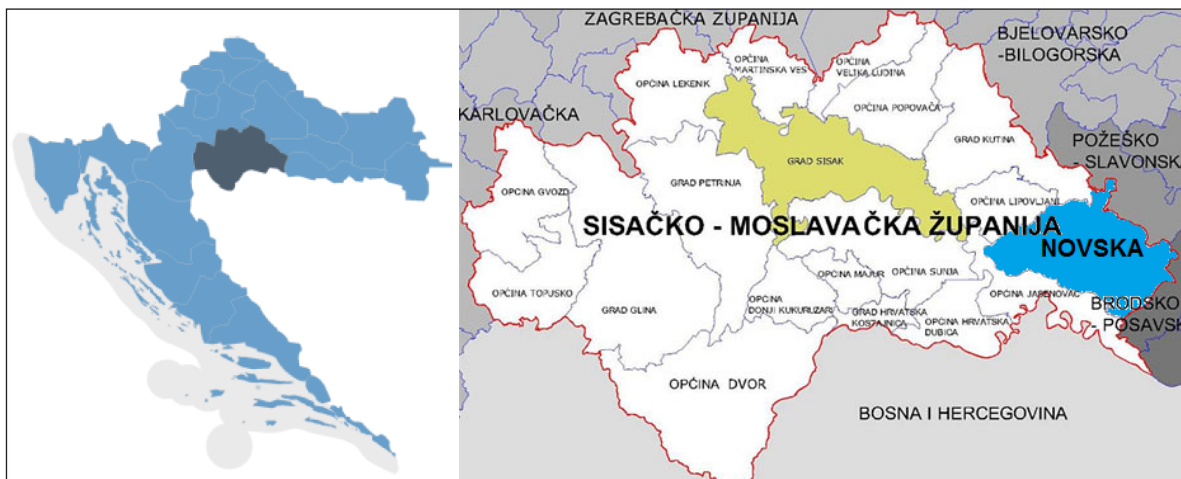 ZAGREBAČKA ŽUPANIJA
BJELOVARSKO
-BILOGORSKA
OPĆINA
MARTINSKA VES
OPĆINA
VELIKA LUDINA
OPĆINA LEKENIK
KARLOVAČKA
OPĆINA POPOVAČA
GRAD KUTINA
POŽEŠKO
- SLAVONSKA
GRAD SISAK
OPĆINA GVOZD
GRAD PETRINJA
OPĆINA LIPOVLJANI
SISAČKO - MOSLAVAČKA ŽUPANIJA
NOVSKA
OPĆINA MAJUR
OPĆINA SUNJA
OPĆINA TOPUSKO
GRAD GLINA
OPĆINA
DONJI KUKURUZARI
GRAD HRVATSKA
KOSTAJNICA
OPĆINA HRVATSKA
DUBICA
OPĆINA JASENOVAC
BRODSKO
- POSAVSK
OPĆINA DVOR
BOSNA I HERCEGOVINA